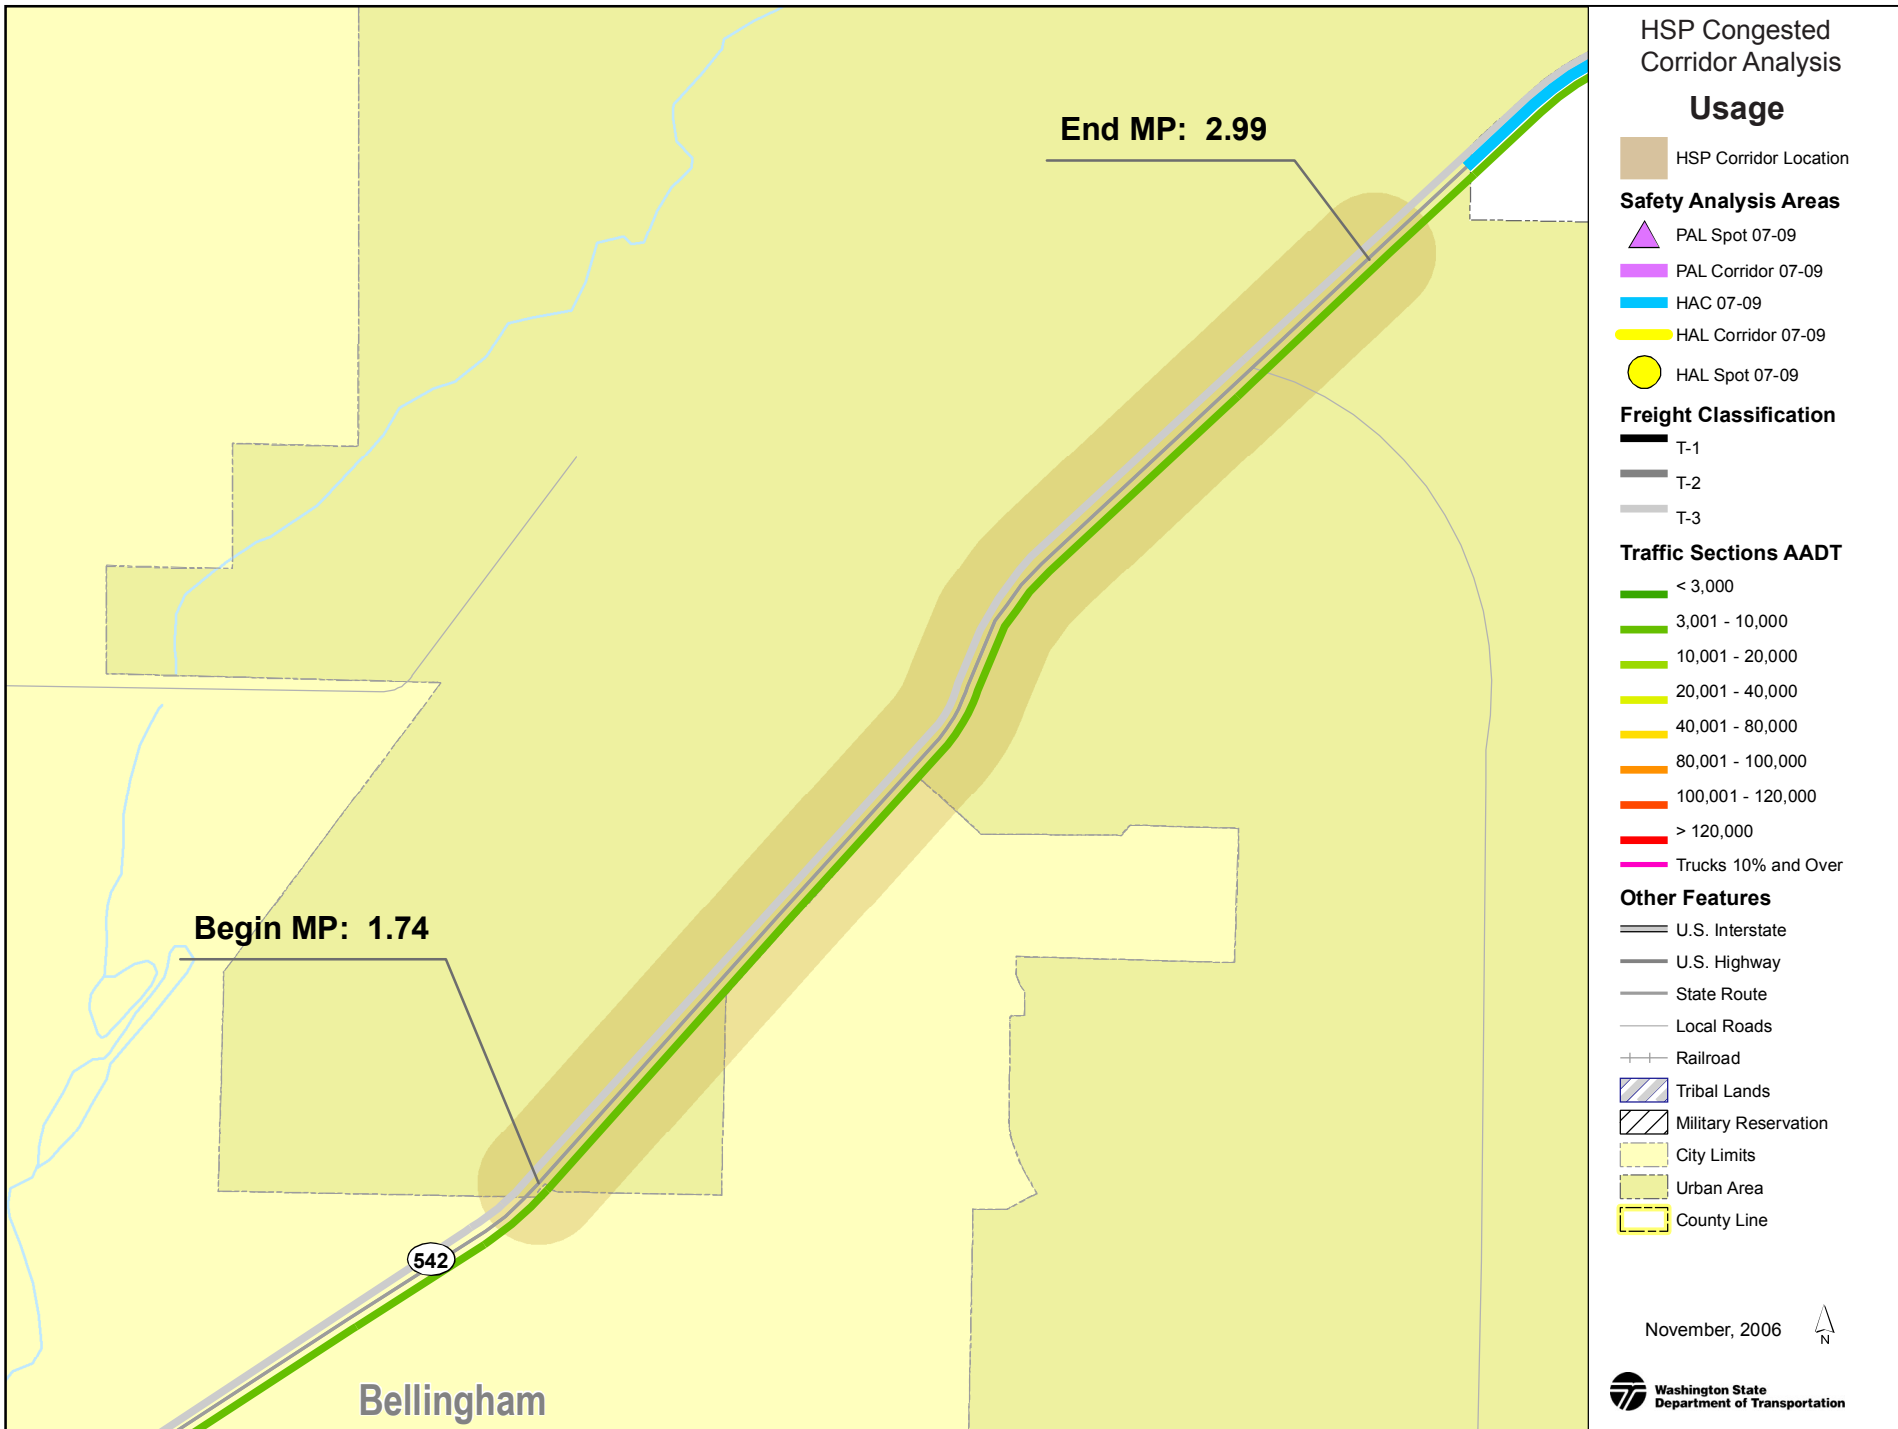 End MP: 2.99
Begin MP: 1.74
542
Bellingham
HSP Congested
Corridor Analysis
Usage
HSP Corridor Location
Safety Analysis Areas
PAL Spot 07-09
PAL Corridor 07-09
HAC 07-09
HAL Corridor 07-09
HAL Spot 07-09
Freight Classification
T-1
T-2
T-3
Traffic Sections AADT
< 3,000
3,001 - 10,000
10,001 - 20,000
20,001 - 40,000
40,001 - 80,000
80,001 - 100,000
100,001 - 120,000
> 120,000
Trucks 10% and Over
Other Features
U.S. Interstate
U.S. Highway
State Route
Local Roads
Railroad
Tribal Lands
Military Reservation
City Limits
Urban Area
County Line
November, 2006
N
Washington State
Department of Transportation